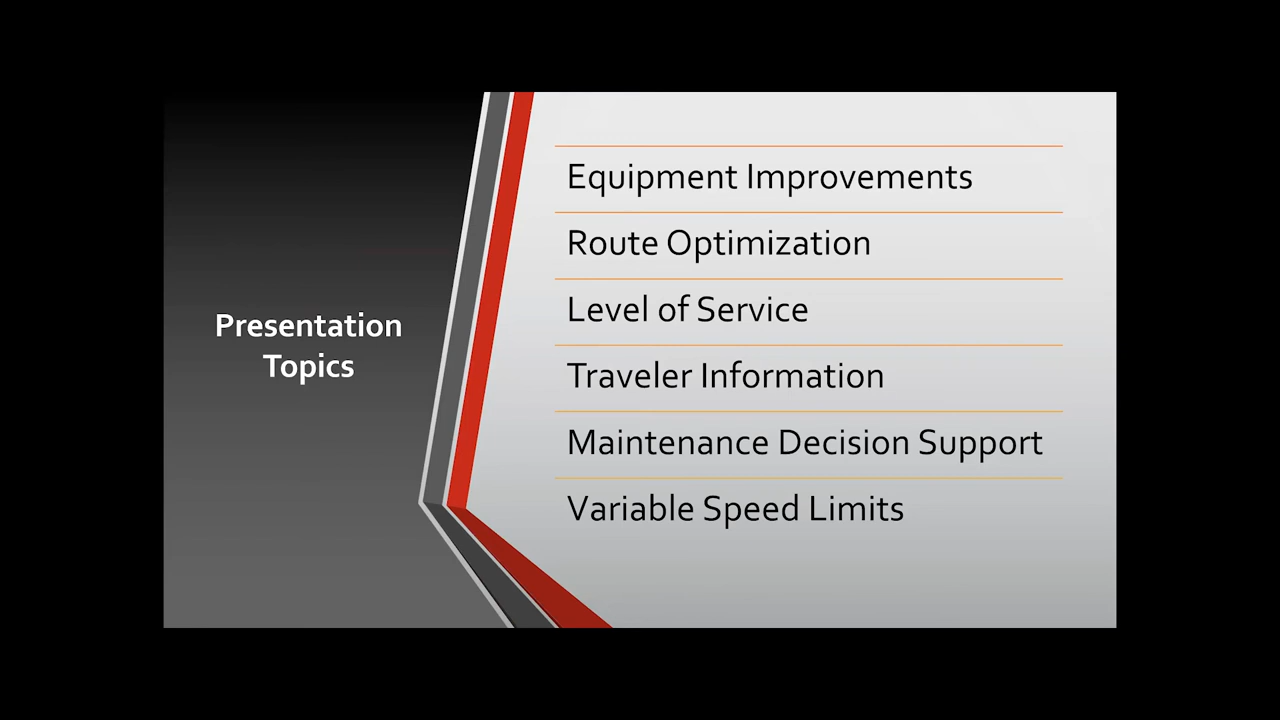 Presentation
Topics
Equipment Improvements
Route Optimization
Level of Service
Traveler Information
Maintenance Decision Support
Variable Speed Limits